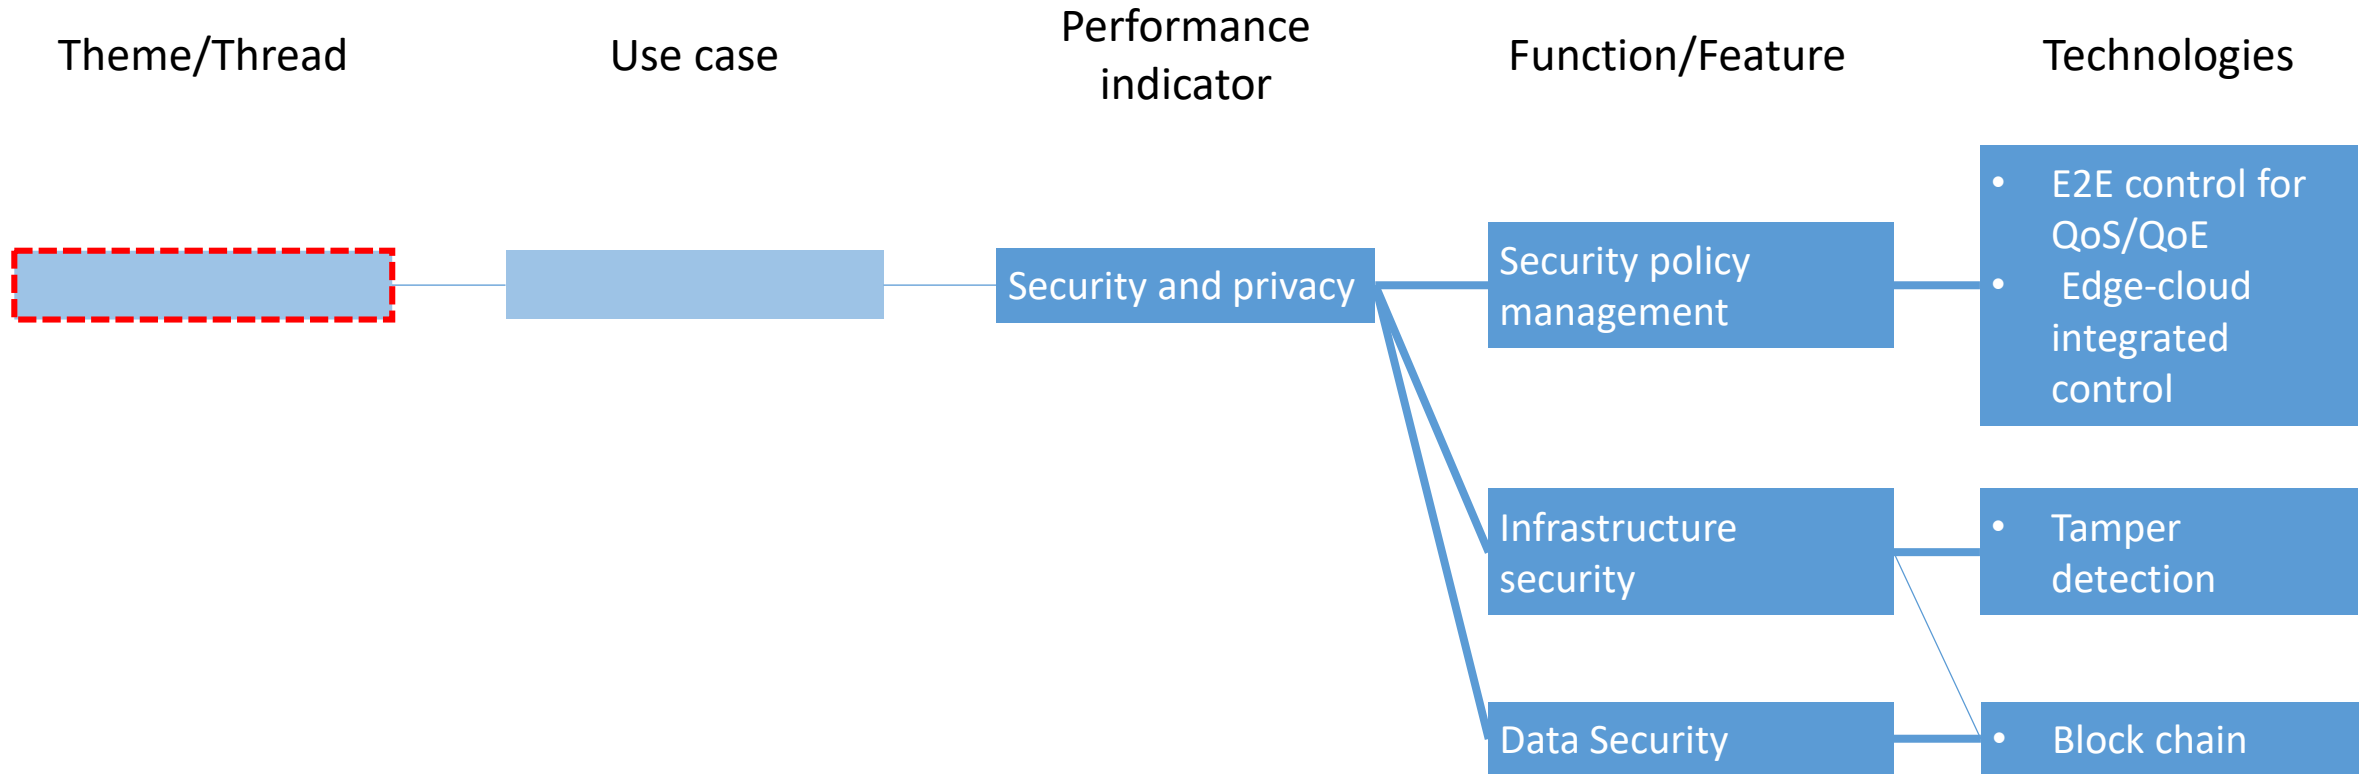 Theme/Thread
Use case
Performance
indicator
Function/Feature
Technologies
Security and privacy
Security policy
management
• E2E control for
QoS/QoE
• Edge-cloud
integrated
control
Infrastructure
security
• Tamper
detection
Data Security
• Block chain